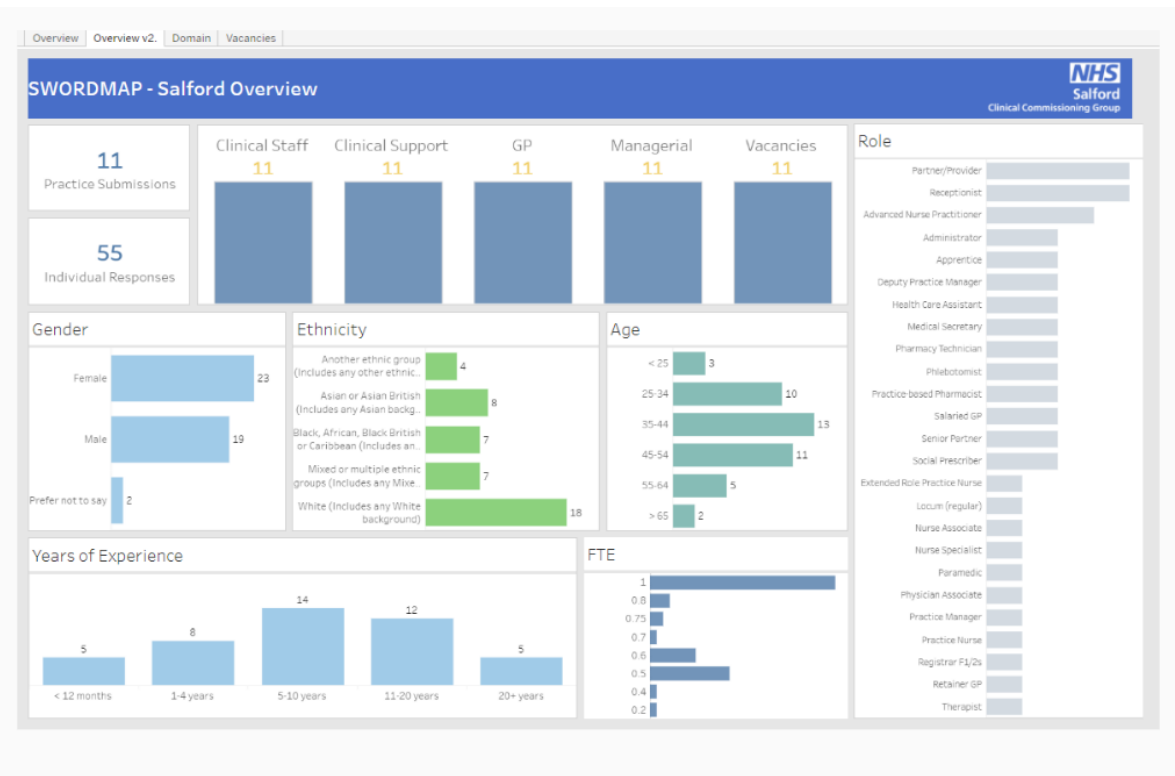 Overview Overview v2. Domain Vacancies
SWORDMAP - Salford Overview
NHS
Salford
Clinical Commissioning Group
11
Practice Submissions
55
Individual Responses
Clinical Staff Clinical Support GP Managerial Vacancies
11 11 11 11 11
Gender
Female 23
Male 19
Prefer not to say 2
Ethnicity
Another ethnic group
(Includes any other ethnic.. 4
Asian or Asian British
(Includes any Asian backg.. 8
Black, African, Black British
or Caribbean (Includes an.. 7
Mixed or multiple ethnic
groups (Includes any Mixe.. 7
White (Includes any White
background) 18
Age
< 25 3
25-34 10
35-44 13
45-54 11
55-64 5
> 65 2
Years of Experience
5 8 14 12 5
< 12 months 1-4 years 5-10 years 11-20 years 20+ years
FTE
1
0.8
0.75
0.7
0.6
0.5
0.4
0.2
Role
Partner/Provider
Receptionist
Advanced Nurse Practitioner
Administrator
Apprentice
Deputy Practice Manager
Health Care Assistant
Medical Secretary
Pharmacy Technician
Phlebotomist
Practice-based Pharmacist
Salaried GP
Senior Partner
Social Prescriber
Extended Role Practice Nurse
Locum (regular)
Nurse Associate
Nurse Specialist
Paramedic
Physician Associate
Practice Manager
Practice Nurse
Registrar F1/2s
Retainer GP
Therapist